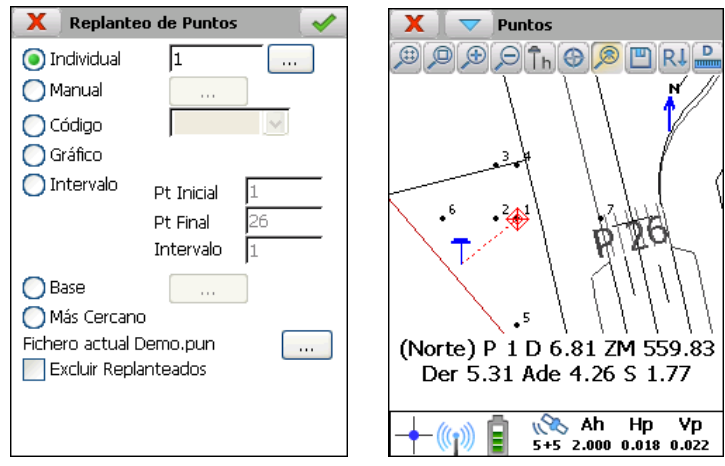 X Replanteo de Puntos
Individual 1 ...
Manual ...
Código
Gráfico
Intervalo
Pt Inicial 1
Pt Final 26
Intervalo 1
Base ...
Más Cercano
Fichero actual Demo.pun ...
Excluir Replanteados
X Puntos
h R↓ D
N
3 4
6 2 1 7
P 26
5
(Norte) P 1 D 6.81 ZM 559.83
Der 5.31 Ade 4.26 S 1.77
Ah Hp Vp
5+5 2.000 0.018 0.022